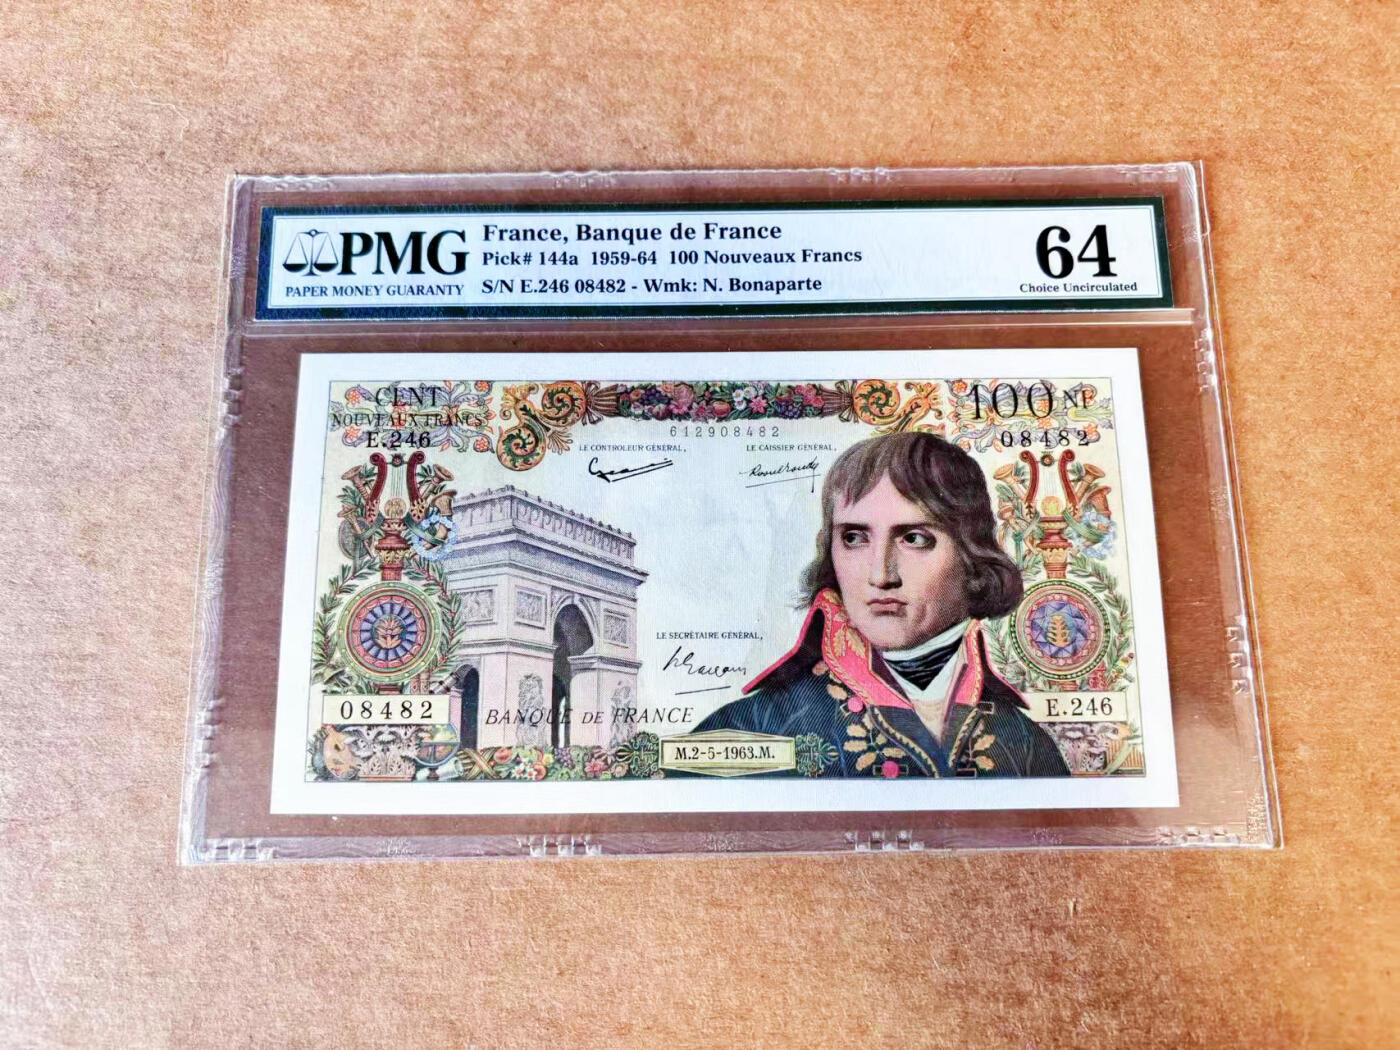 PMG
PAPER MONEY GUARANTY
France, Banque de France
Pick# 144a 1959-64 100 Nouveaux Francs
S/N E.246 08482 - Wmk: N. Bonaparte
64
Choice Uncirculated
CENT
NOUVEAUX FRANCS
E.246
612908482
LE CONTROLEUR GÉNÉRAL,
LE CAISSIER GÉNÉRAL,
100 NF
08482
LE SECRÉTAIRE GÉNÉRAL,
08482
BANQUE DE FRANCE
E.246
M.2-5-1963.M.